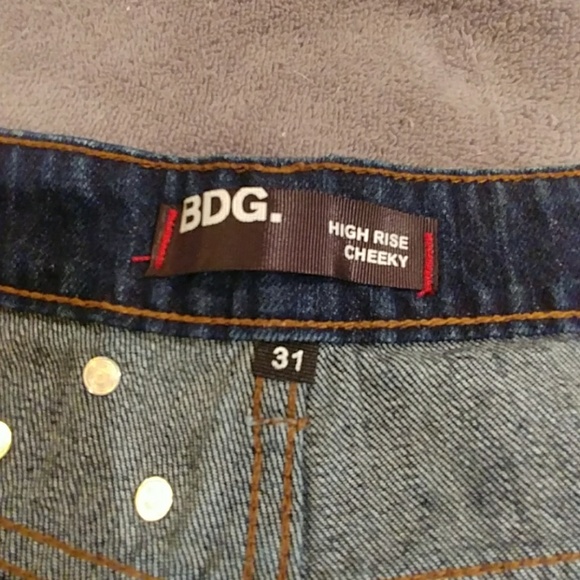 BDG.
HIGH RISE
CHEEKY
31